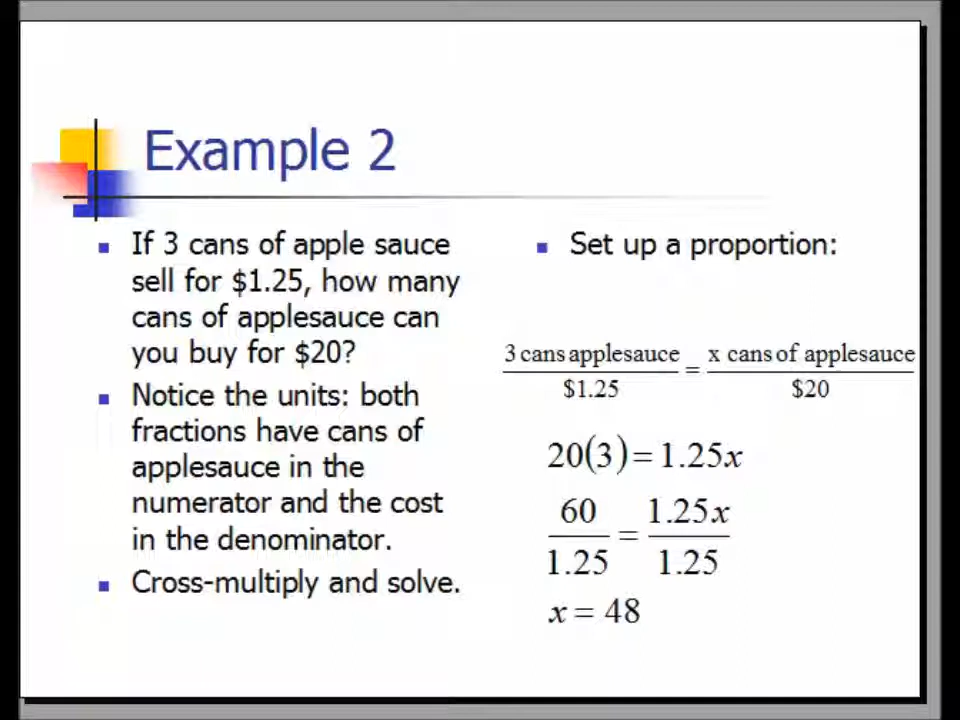 Example 2
If 3 cans of apple sauce
sell for $1.25, how many
cans of applesauce can
you buy for $20?
Notice the units: both
fractions have cans of
applesauce in the
numerator and the cost
in the denominator.
Cross-multiply and solve.
Set up a proportion:
3 cans applesauce = x cans of applesauce
$1.25 $20
20(3) = 1.25x
60 = 1.25x
1.25 1.25
x = 48